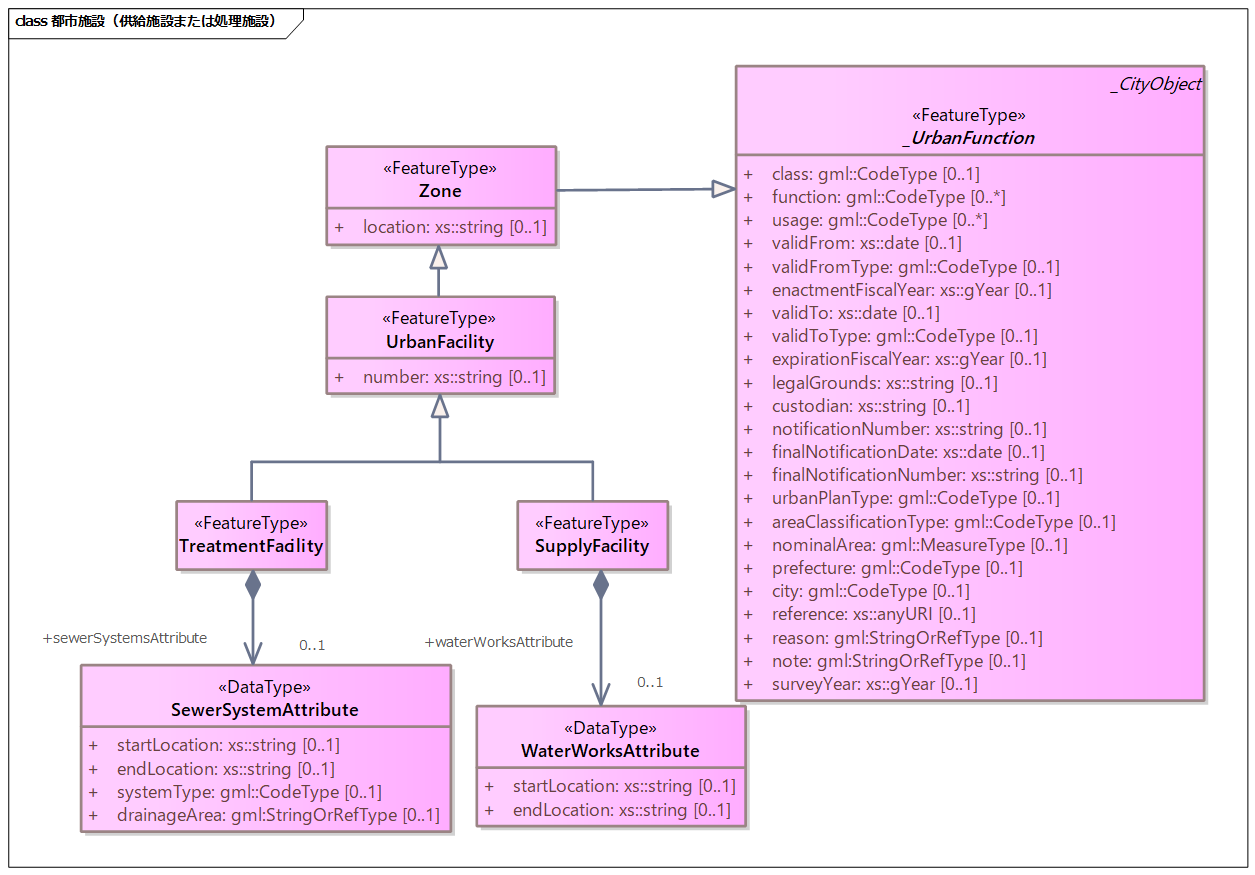 class 都市施設（供給施設または処理施設）
_CityObject
«FeatureType»
_UrbanFunction
+ class: gml::CodeType [0..1]
+ function: gml::CodeType [0..*]
+ usage: gml::CodeType [0..*]
+ validFrom: xs::date [0..1]
+ validFromType: gml::CodeType [0..1]
+ enactmentFiscalYear: xs::gYear [0..1]
+ validTo: xs::date [0..1]
+ validToType: gml::CodeType [0..1]
+ expirationFiscalYear: xs::gYear [0..1]
+ legalGrounds: xs::string [0..1]
+ custodian: xs::string [0..1]
+ notificationNumber: xs::string [0..1]
+ finalNotificationDate: xs::date [0..1]
+ finalNotificationNumber: xs::string [0..1]
+ urbanPlanType: gml::CodeType [0..1]
+ areaClassificationType: gml::CodeType [0..1]
+ nominalArea: gml::MeasureType [0..1]
+ prefecture: gml::CodeType [0..1]
+ city: gml::CodeType [0..1]
+ reference: xs::anyURI [0..1]
+ reason: gml:StringOrRefType [0..1]
+ note: gml:StringOrRefType [0..1]
+ surveyYear: xs::gYear [0..1]
«FeatureType»
Zone
+ location: xs::string [0..1]
«FeatureType»
UrbanFacility
+ number: xs::string [0..1]
«FeatureType»
TreatmentFacility
«FeatureType»
SupplyFacility
+sewerSystemsAttribute
0..1
+waterWorksAttribute
0..1
«DataType»
SewerSystemAttribute
+ startLocation: xs::string [0..1]
+ endLocation: xs::string [0..1]
+ systemType: gml::CodeType [0..1]
+ drainageArea: gml:StringOrRefType [0..1]
«DataType»
WaterWorksAttribute
+ startLocation: xs::string [0..1]
+ endLocation: xs::string [0..1]